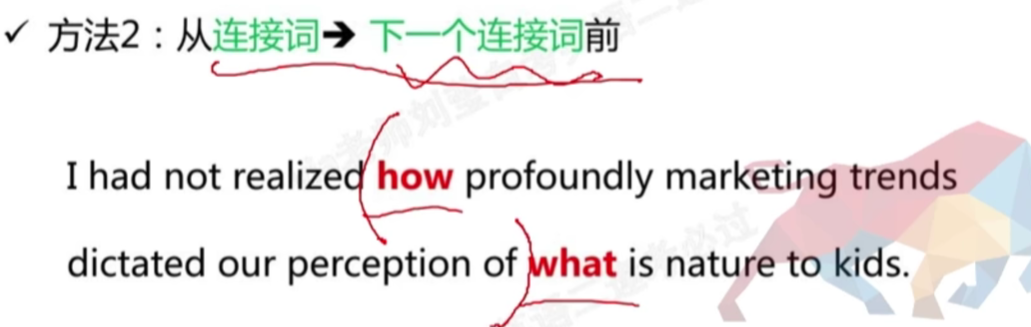 ✓ 方法2：从连接词➔ 下一个连接词前
I had not realized how profoundly marketing trends
dictated our perception of what is nature to kids.